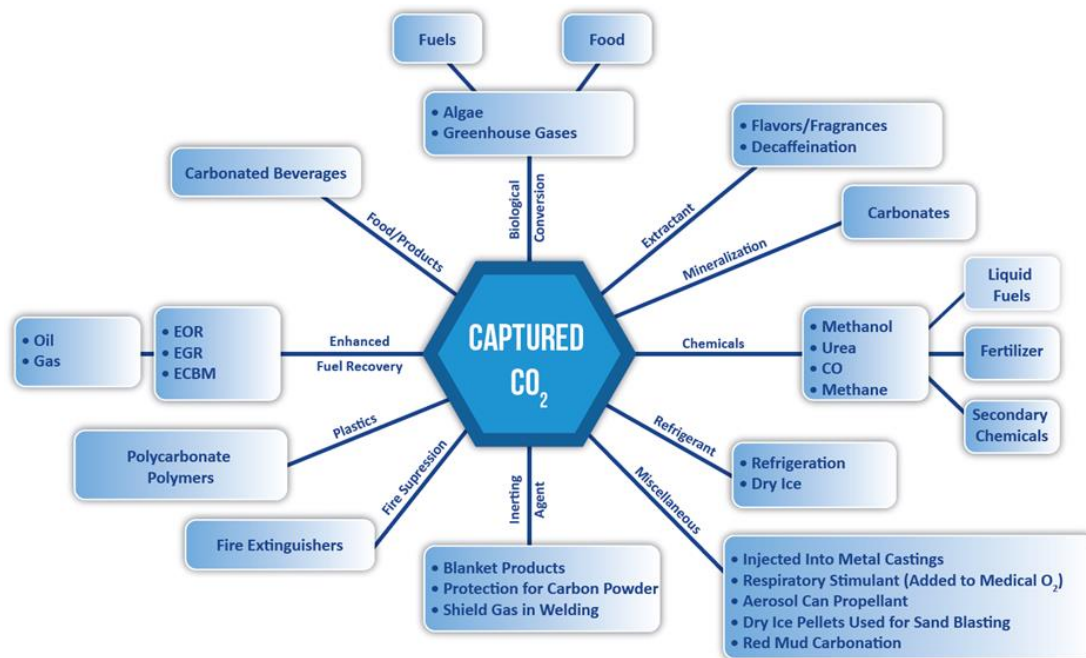 Fuels
Food
• Algae
• Greenhouse Gases
• Flavors/Fragrances
• Decaffeination
Carbonated Beverages
Carbonates
Biological
Conversion
Food/Products
Extractant
Mineralization
CAPTURED
CO₂
• Oil
• Gas
• EOR
• EGR
• ECBM
Enhanced
Fuel Recovery
Chemicals
• Methanol
• Urea
• CO
• Methane
Liquid
Fuels
Fertilizer
Secondary
Chemicals
Plastics
Polycarbonate
Polymers
Fire Supression
Fire Extinguishers
Inerting
Agent
• Blanket Products
• Protection for Carbon Powder
• Shield Gas in Welding
Refrigerant
• Refrigeration
• Dry Ice
Miscellaneous
• Injected Into Metal Castings
• Respiratory Stimulant (Added to Medical O₂)
• Aerosol Can Propellant
• Dry Ice Pellets Used for Sand Blasting
• Red Mud Carbonation